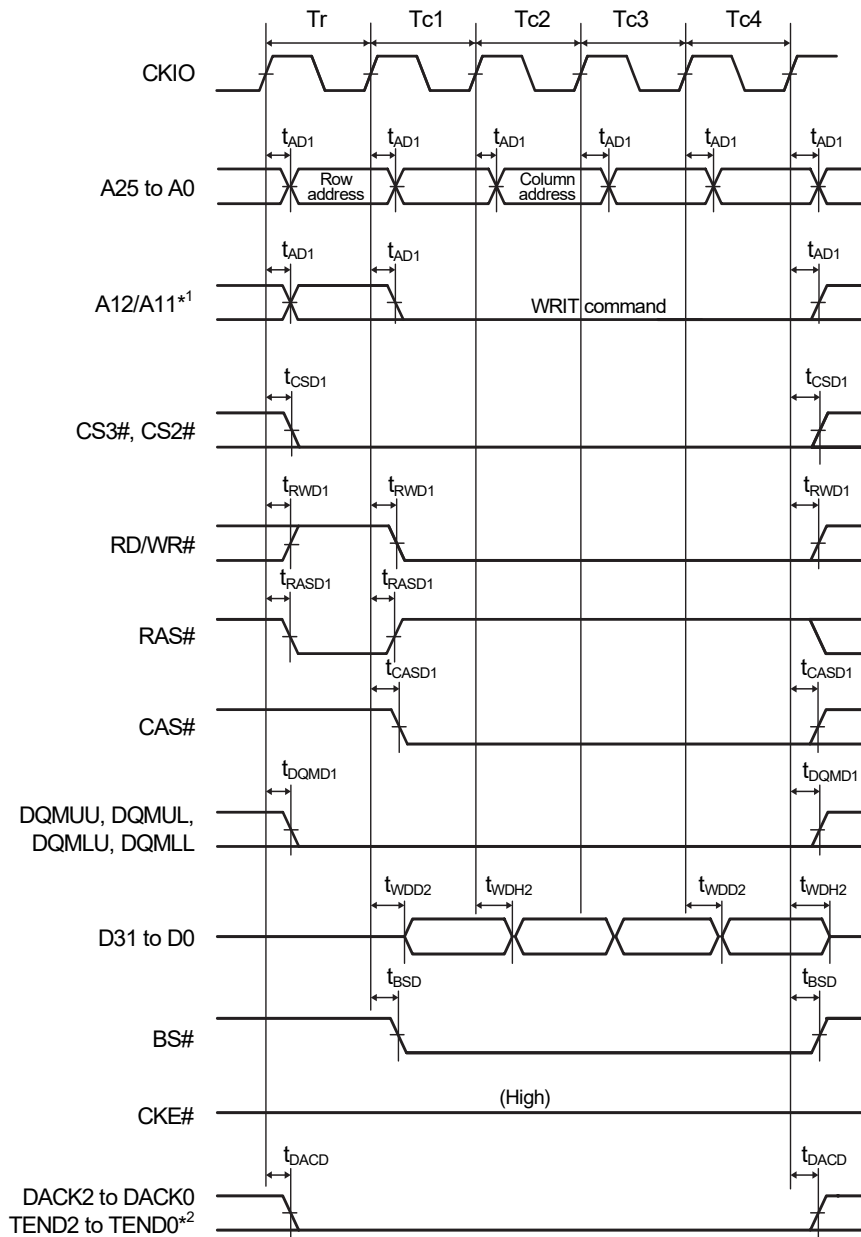 Tr Tc1 Tc2 Tc3 Tc4
CKIO
tAD1 tAD1 tAD1 tAD1 tAD1 tAD1
A25 to A0
Row
address
Column
address
tAD1 tAD1 tAD1
A12/A11*1
WRIT command
tCSD1 tCSD1
CS3#, CS2#
tRWD1 tRWD1 tRWD1
RD/WR#
tRASD1 tRASD1
RAS#
tCASD1 tCASD1
CAS#
tDQMD1 tDQMD1
DQMUU, DQMUL,
DQMLU, DQMLL
tWDD2 tWDH2 tWDD2 tWDH2
D31 to D0
tBSD tBSD
BS#
(High)
CKE#
tDACD tDACD
DACK2 to DACK0
TEND2 to TEND0*2